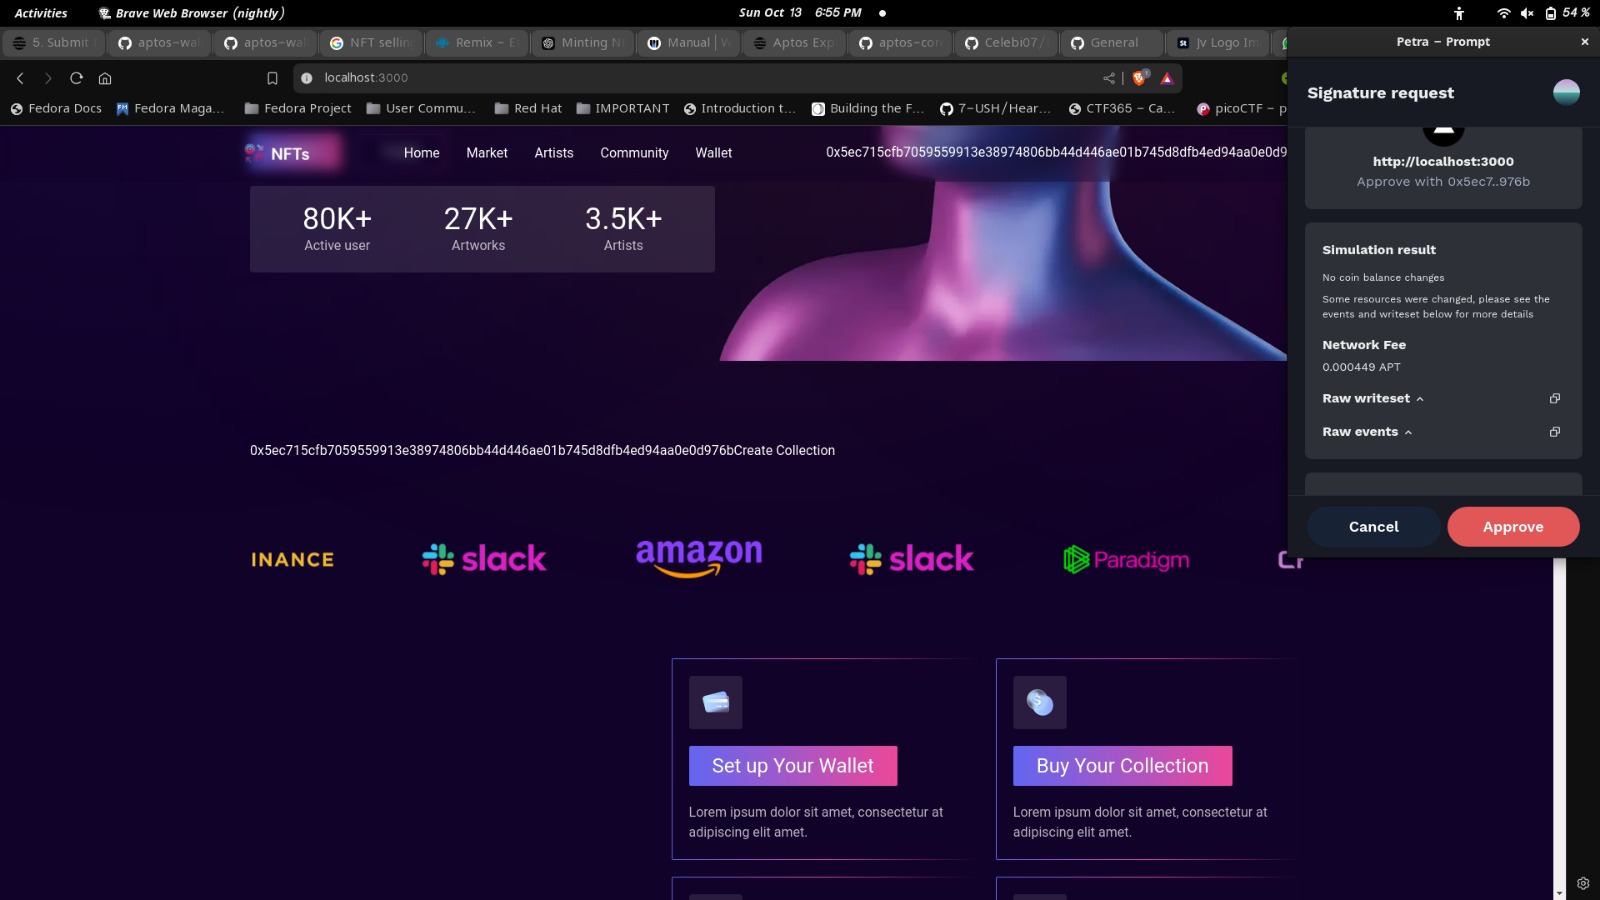 Activities Brave Web Browser (nightly) Sun Oct 13 6:55 PM 54 %
5. Submit aptos-wal aptos-wal NFT selling Remix - E Minting N Manual | W Aptos Exp aptos-cor Celebi07/ General Jv Logo Im
localhost:3000
Fedora Docs Fedora Maga... Fedora Project User Commu... Red Hat IMPORTANT Introduction t... Building the F... 7-USH/Hear... CTF365 - Ca... picoCTF - p
NFTs Home Market Artists Community Wallet 0x5ec715cfb7059559913e38974806bb44d446ae01b745d8dfb4ed94aa0e0d9
80K+ 27K+ 3.5K+
Active user Artworks Artists
0x5ec715cfb7059559913e38974806bb44d446ae01b745d8dfb4ed94aa0e0d976bCreate Collection
INANCE slack amazon slack Paradigm
Set up Your Wallet
Lorem ipsum dolor sit amet, consectetur at
adipiscing elit amet.
Buy Your Collection
Lorem ipsum dolor sit amet, consectetur at
adipiscing elit amet.
Petra – Prompt
Signature request
http://localhost:3000
Approve with 0x5ec7..976b
Simulation result
No coin balance changes
Some resources were changed, please see the
events and writeset below for more details
Network Fee
0.000449 APT
Raw writeset
Raw events
Cancel Approve